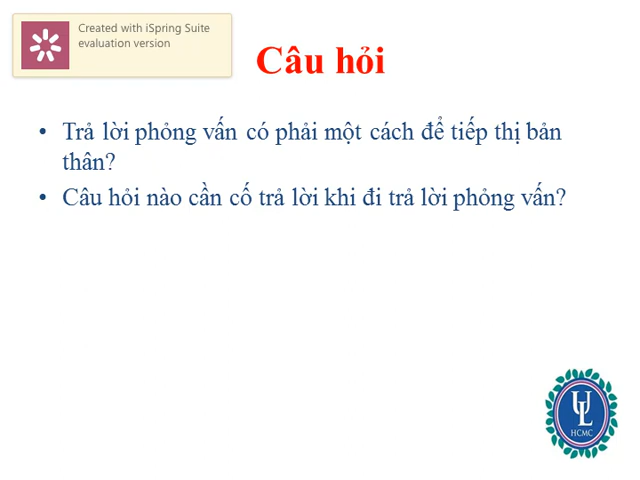 Created with iSpring Suite
evaluation version
Câu hỏi
• Trả lời phỏng vấn có phải một cách để tiếp thị bản
thân?
• Câu hỏi nào cần cố trả lời khi đi trả lời phỏng vấn?
UL
HCMC